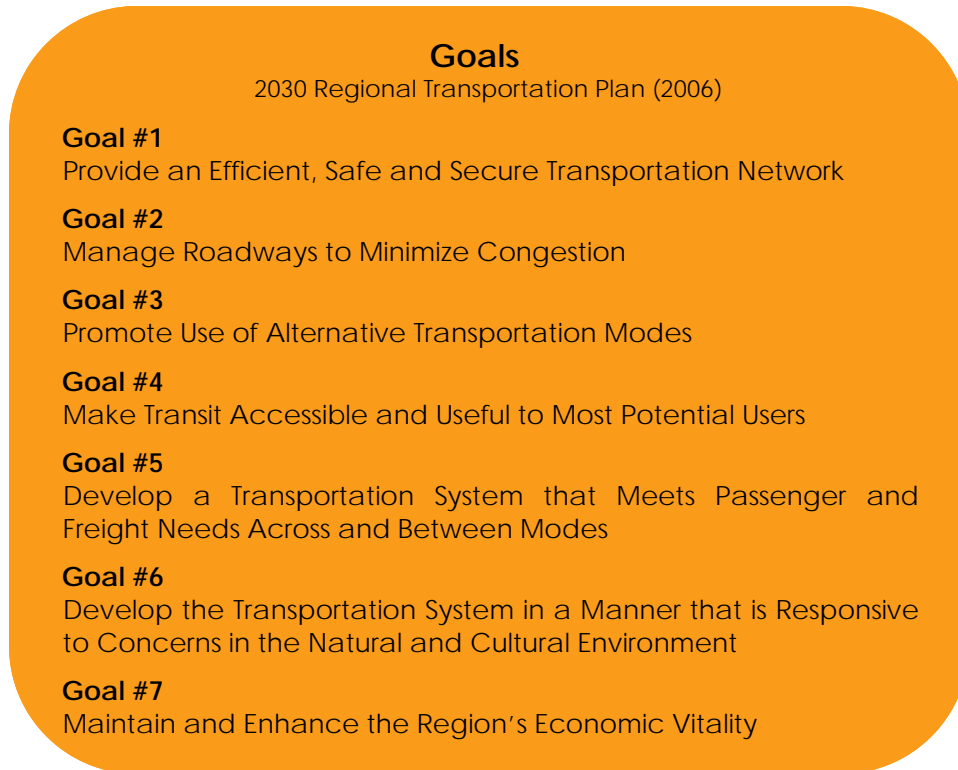 Goals
2030 Regional Transportation Plan (2006)
Goal #1
Provide an Efficient, Safe and Secure Transportation Network
Goal #2
Manage Roadways to Minimize Congestion
Goal #3
Promote Use of Alternative Transportation Modes
Goal #4
Make Transit Accessible and Useful to Most Potential Users
Goal #5
Develop a Transportation System that Meets Passenger and
Freight Needs Across and Between Modes
Goal #6
Develop the Transportation System in a Manner that is Responsive
to Concerns in the Natural and Cultural Environment
Goal #7
Maintain and Enhance the Region's Economic Vitality